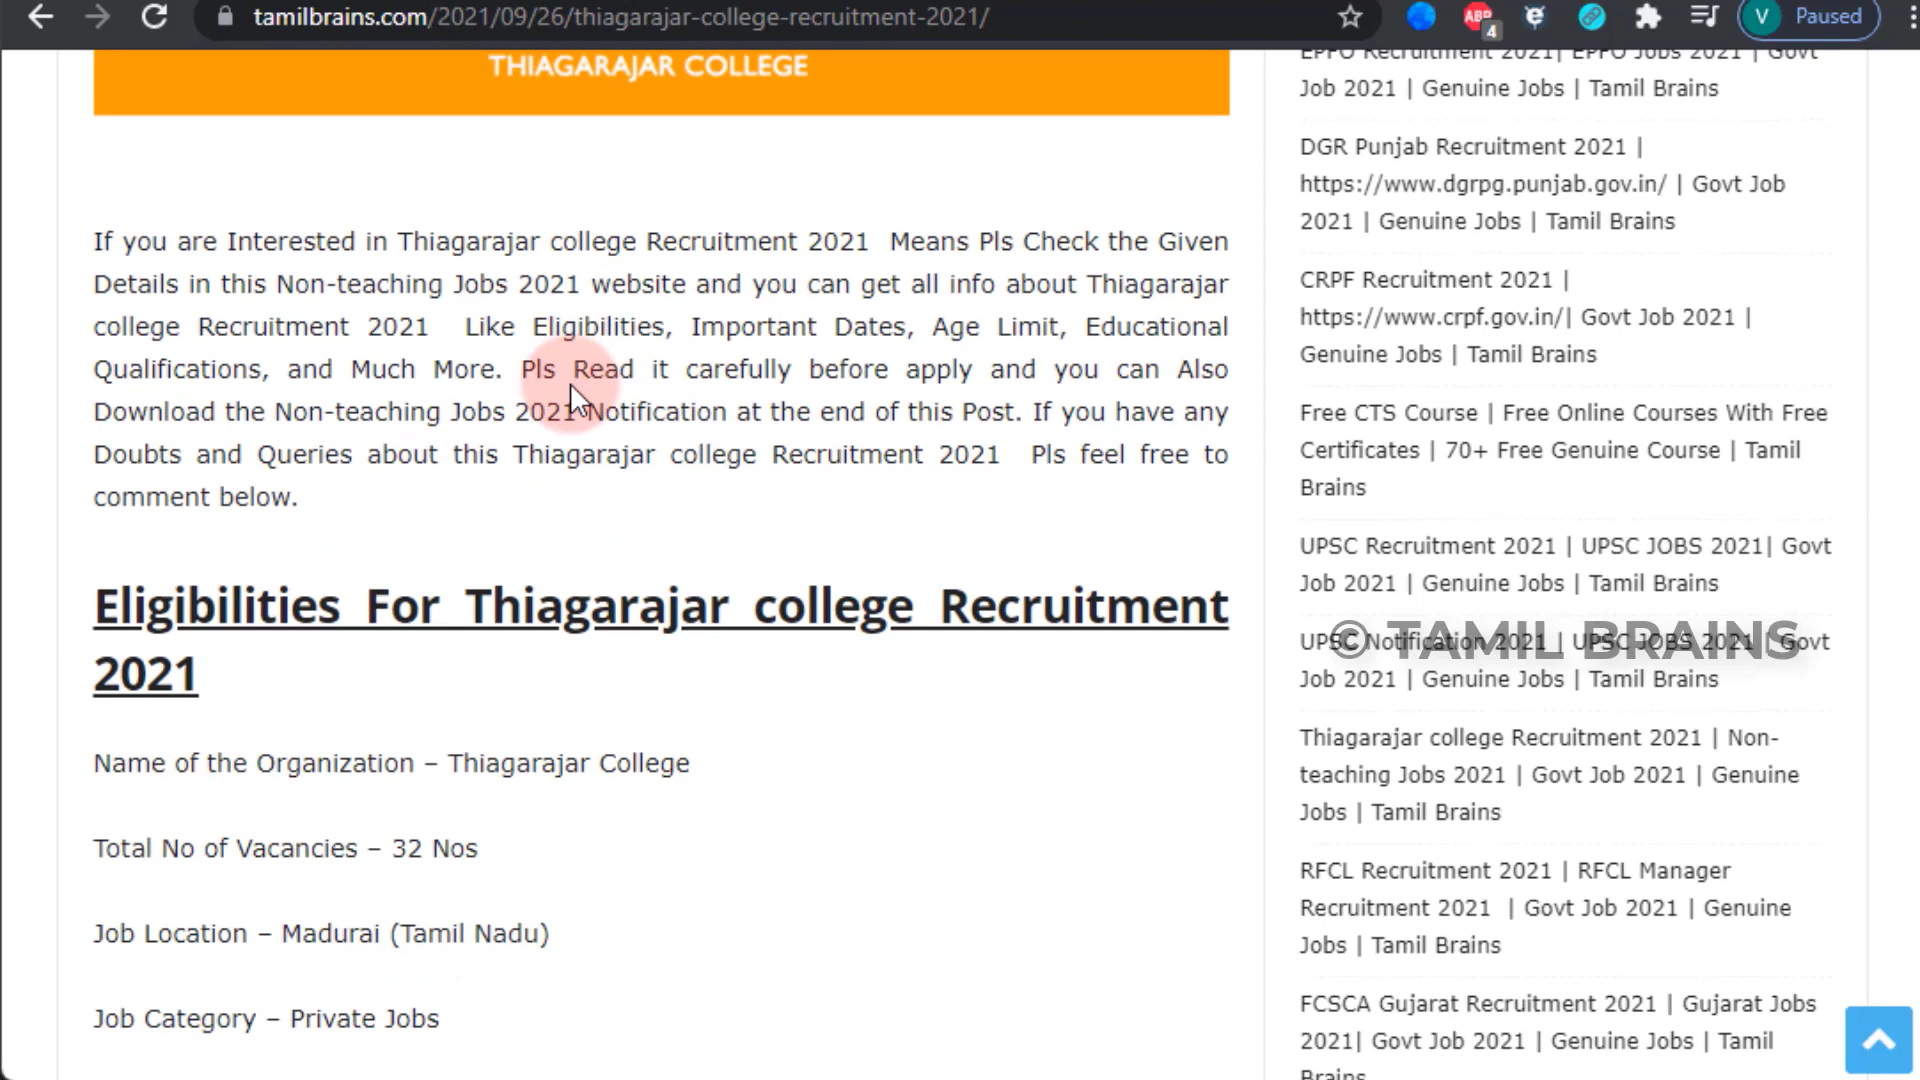 tamilbrains.com/2021/09/26/thiagarajar-college-recruitment-2021/
ABP
4
V
Paused
THIAGARAJAR COLLEGE
If you are Interested in Thiagarajar college Recruitment 2021 Means Pls Check the Given
Details in this Non-teaching Jobs 2021 website and you can get all info about Thiagarajar
college Recruitment 2021 Like Eligibilities, Important Dates, Age Limit, Educational
Qualifications, and Much More. Pls Read it carefully before apply and you can Also
Download the Non-teaching Jobs 2021 Notification at the end of this Post. If you have any
Doubts and Queries about this Thiagarajar college Recruitment 2021 Pls feel free to
comment below.
Eligibilities For Thiagarajar college Recruitment
2021
Name of the Organization – Thiagarajar College
Total No of Vacancies – 32 Nos
Job Location – Madurai (Tamil Nadu)
Job Category – Private Jobs
EPFO Recruitment 2021| EPFO Jobs 2021 | Govt
Job 2021 | Genuine Jobs | Tamil Brains
DGR Punjab Recruitment 2021 |
https://www.dgrpg.punjab.gov.in/ | Govt Job
2021 | Genuine Jobs | Tamil Brains
CRPF Recruitment 2021 |
https://www.crpf.gov.in/| Govt Job 2021 |
Genuine Jobs | Tamil Brains
Free CTS Course | Free Online Courses With Free
Certificates | 70+ Free Genuine Course | Tamil
Brains
UPSC Recruitment 2021 | UPSC JOBS 2021| Govt
Job 2021 | Genuine Jobs | Tamil Brains
UPSC Notification 2021 | UPSC JOBS 2021 | Govt
© TAMIL BRAINS
Job 2021 | Genuine Jobs | Tamil Brains
Thiagarajar college Recruitment 2021 | Non-
teaching Jobs 2021 | Govt Job 2021 | Genuine
Jobs | Tamil Brains
RFCL Recruitment 2021 | RFCL Manager
Recruitment 2021 | Govt Job 2021 | Genuine
Jobs | Tamil Brains
FCSCA Gujarat Recruitment 2021 | Gujarat Jobs
2021| Govt Job 2021 | Genuine Jobs | Tamil
Brains